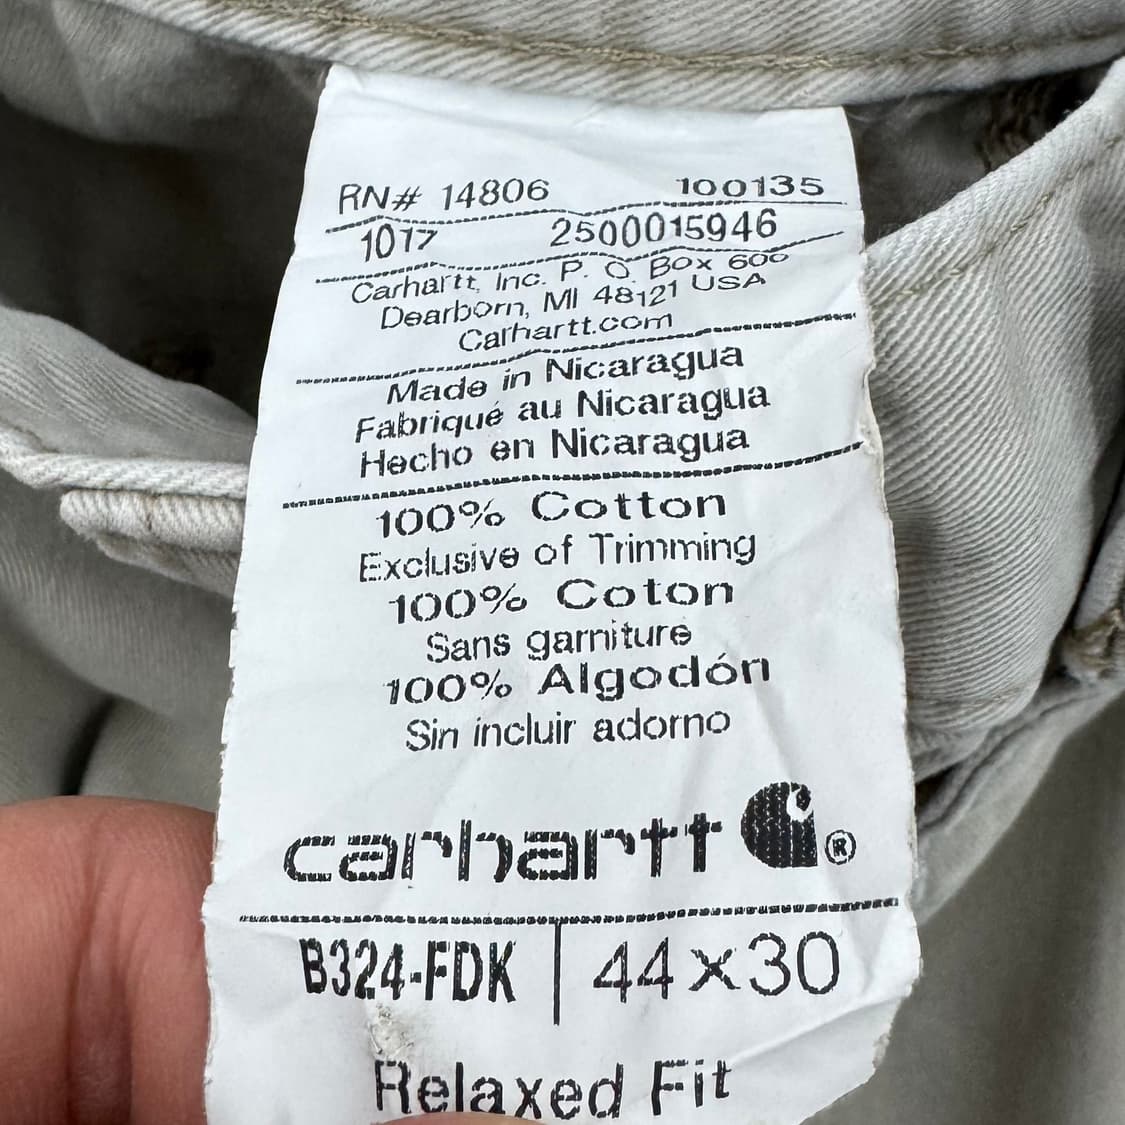 RN# 14806 100135
1017 2500015946
Carhartt, Inc. P. O. Box 600
Dearborn, MI 48121 USA
Carhartt.com
Made in Nicaragua
Fabriqué au Nicaragua
Hecho en Nicaragua
100% Cotton
Exclusive of Trimming
100% Coton
Sans garniture
100% Algodón
Sin incluir adorno
carhartt ®
B324-FDK 44x30
Relaxed Fit